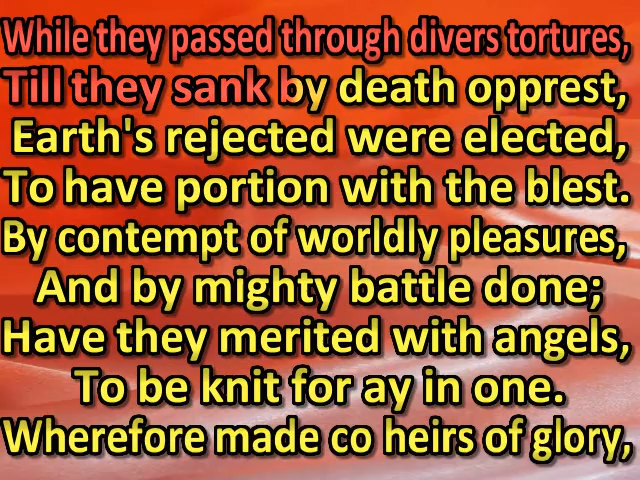 While they passed through divers tortures,
Till they sank by death opprest,
Earth's rejected were elected,
To have portion with the blest.
By contempt of worldly pleasures,
And by mighty battle done;
Have they merited with angels,
To be knit for ay in one.
Wherefore made co heirs of glory,